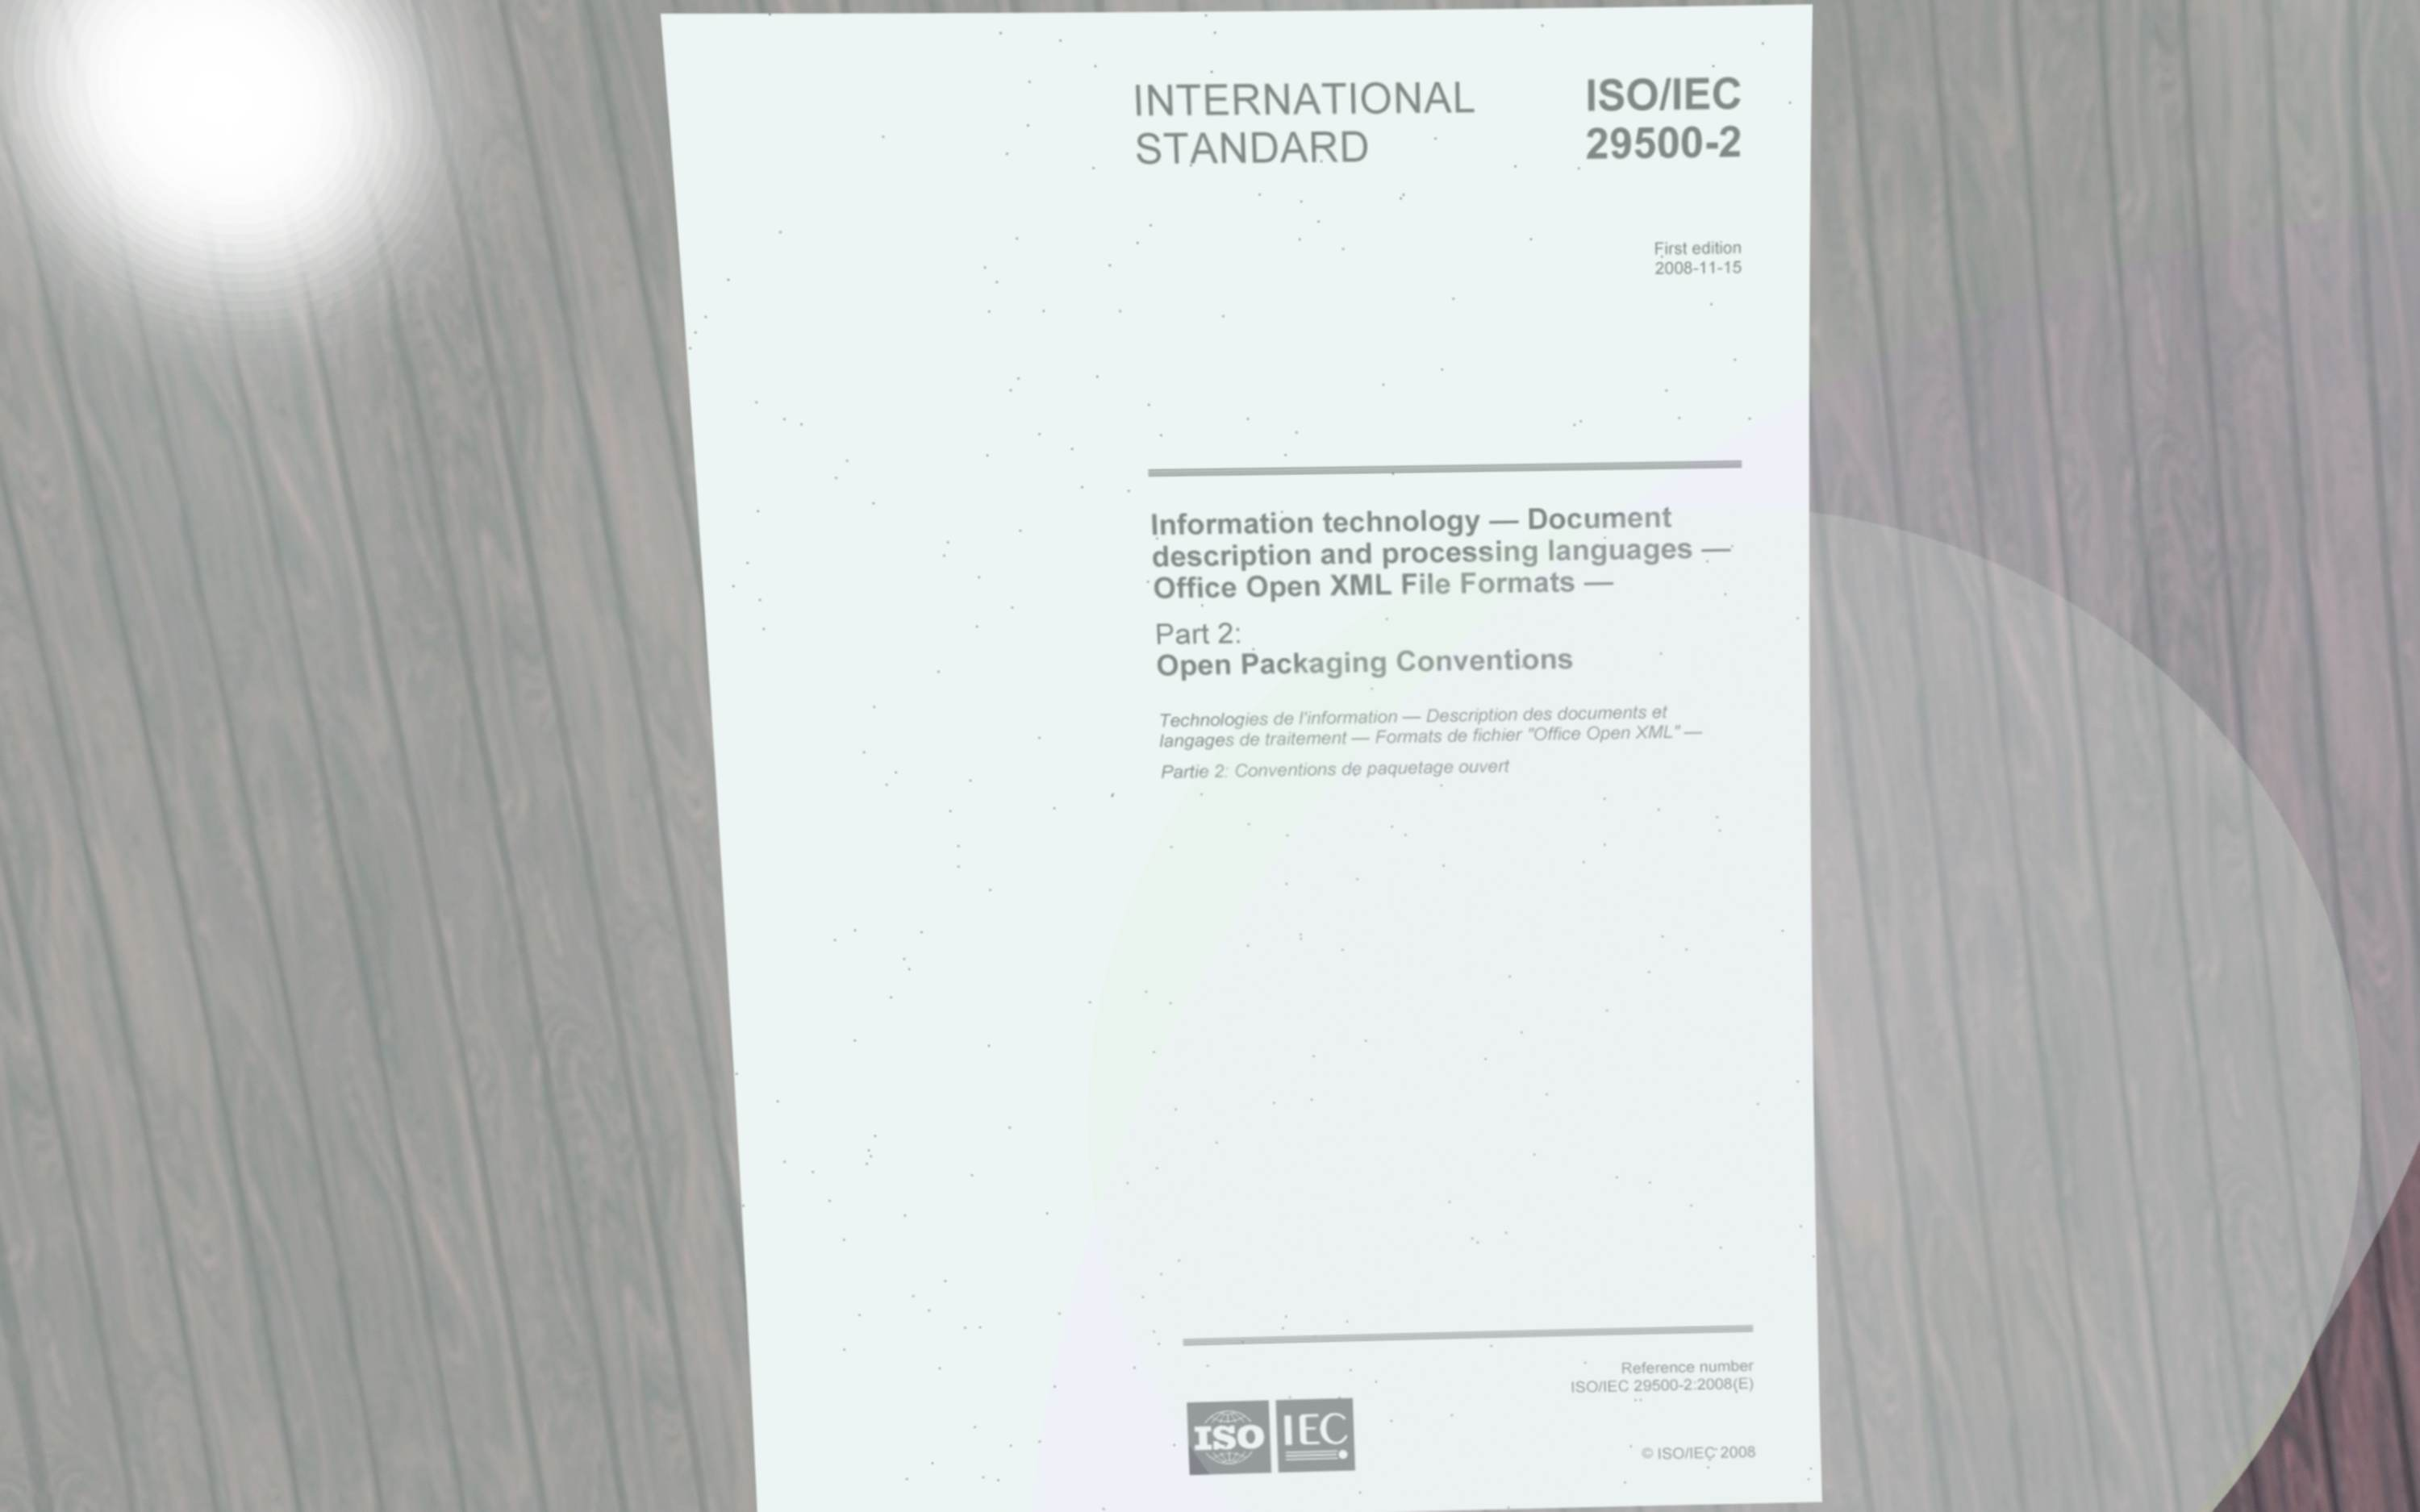 INTERNATIONAL
STANDARD
ISO/IEC
29500-2
First edition
2008-11-15
Information technology — Document
description and processing languages —
Office Open XML File Formats —
Part 2:
Open Packaging Conventions
Technologies de l'information — Description des documents et
langages de traitement — Formats de fichier "Office Open XML" —
Partie 2: Conventions de paquetage ouvert
Reference number
ISO/IEC 29500-2:2008(E)
ISO IEC
© ISO/IEC 2008